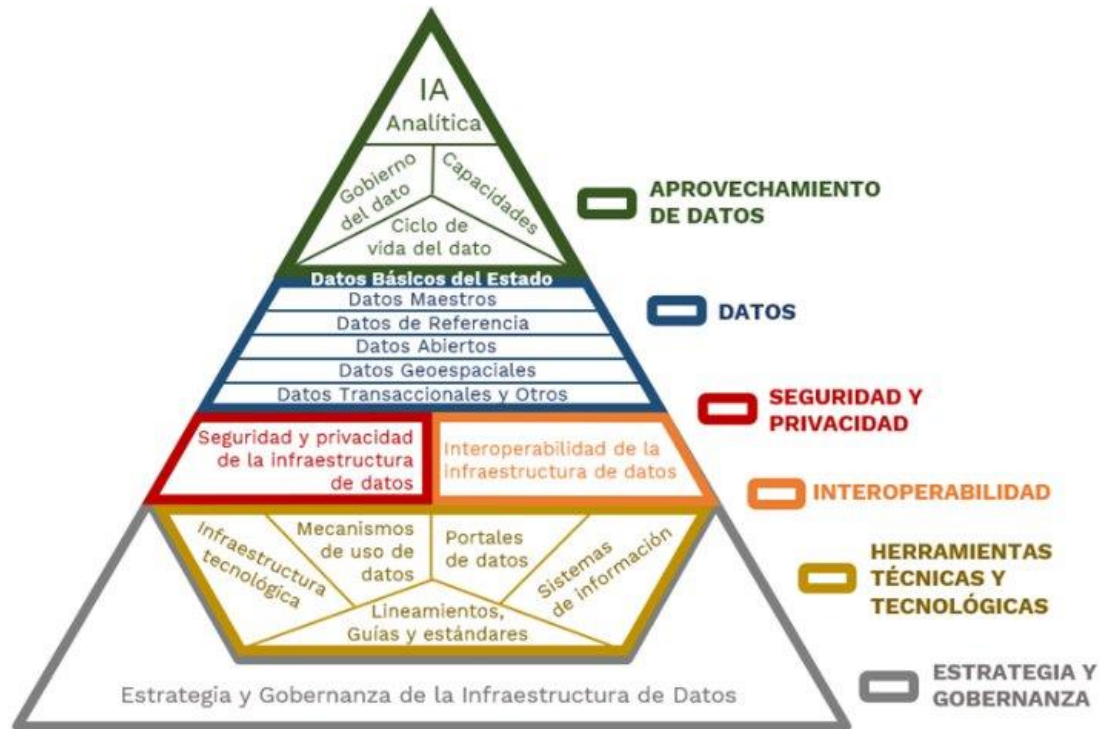 IA
Analítica
Gobierno
del dato
Capacidades
Ciclo de
vida del dato
APROVECHAMIENTO
DE DATOS
Datos Básicos del Estado
Datos Maestros
Datos de Referencia
Datos Abiertos
Datos Geoespaciales
Datos Transaccionales y Otros
DATOS
Seguridad y privacidad
de la infraestructura
de datos
Interoperabilidad de la
infraestructura de datos
SEGURIDAD Y
PRIVACIDAD
INTEROPERABILIDAD
Infraestructura
tecnológica
Mecanismos
de uso de
datos
Portales
de datos
Sistemas
de información
Lineamientos,
Guías y estándares
HERRAMIENTAS
TÉCNICAS Y
TECNOLÓGICAS
Estrategia y Gobernanza de la Infraestructura de Datos
ESTRATEGIA Y
GOBERNANZA